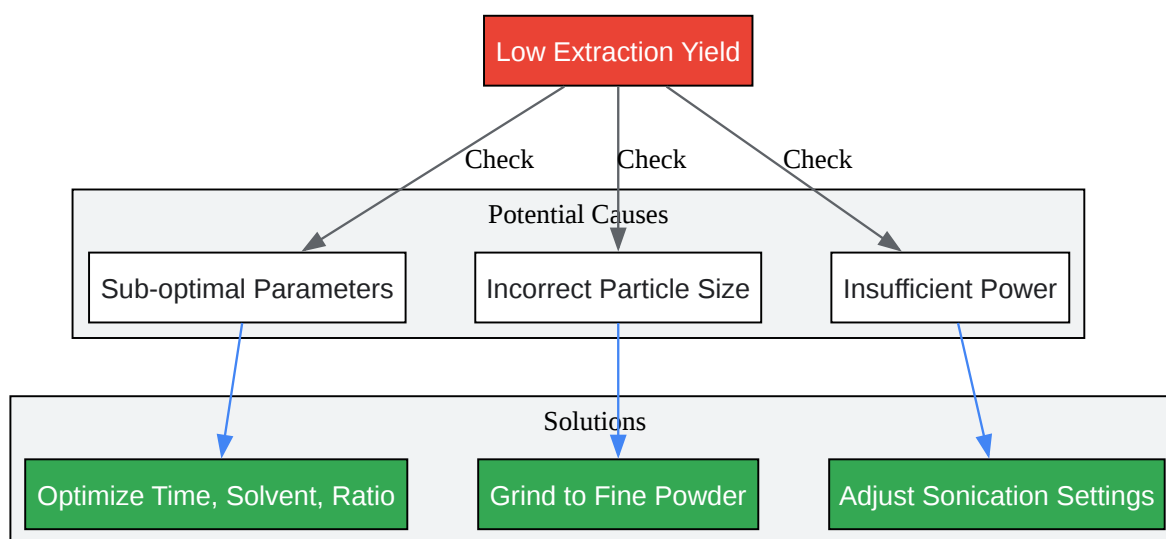 Low Extraction Yield
Check Check Check
Potential Causes
Sub-optimal Parameters Incorrect Particle Size Insufficient Power
Solutions
Optimize Time, Solvent, Ratio Grind to Fine Powder Adjust Sonication Settings